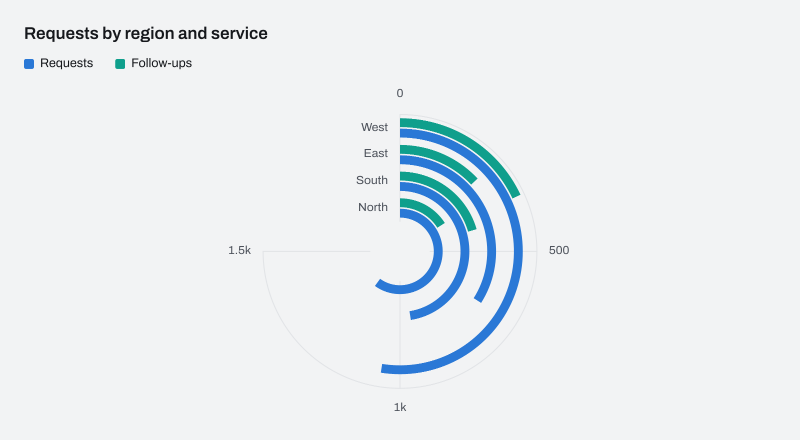 Requests by region and service
Requests
Follow-ups
0
West
East
South
North
1.5k
500
1k